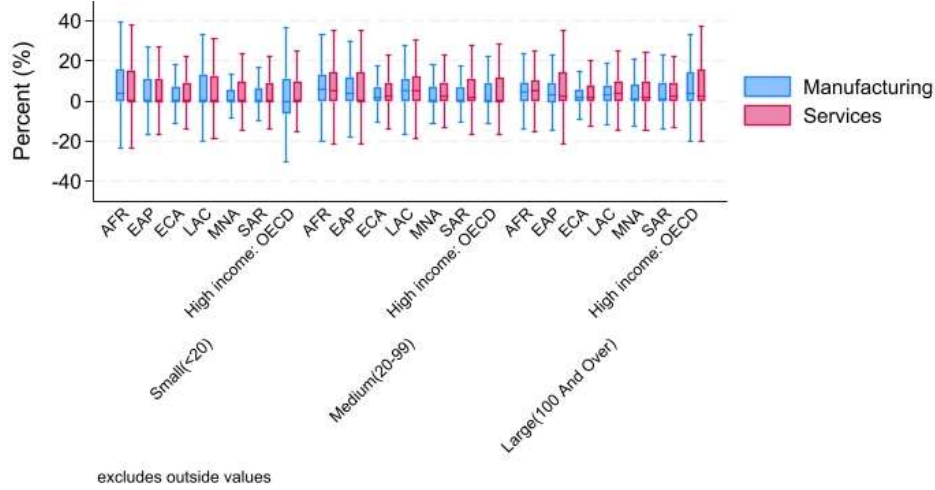 Percent (%)
40
20
0
-20
-40
Manufacturing
Services
AFR
EAP
ECA
LAC
MNA
SAR
High income: OECD
AFR
EAP
ECA
LAC
MNA
SAR
High income: OECD
AFR
EAP
ECA
LAC
MNA
SAR
High income: OECD
Small(<20)
Medium(20-99)
Large(100 And Over)
excludes outside values